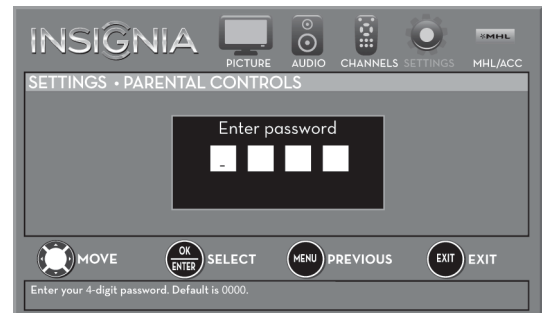 INSIGNIA
PICTURE AUDIO CHANNELS SETTINGS MHL/ACC
MHL
SETTINGS • PARENTAL CONTROLS
Enter password
_
MOVE OK ENTER SELECT MENU PREVIOUS EXIT EXIT
Enter your 4-digit password. Default is 0000.